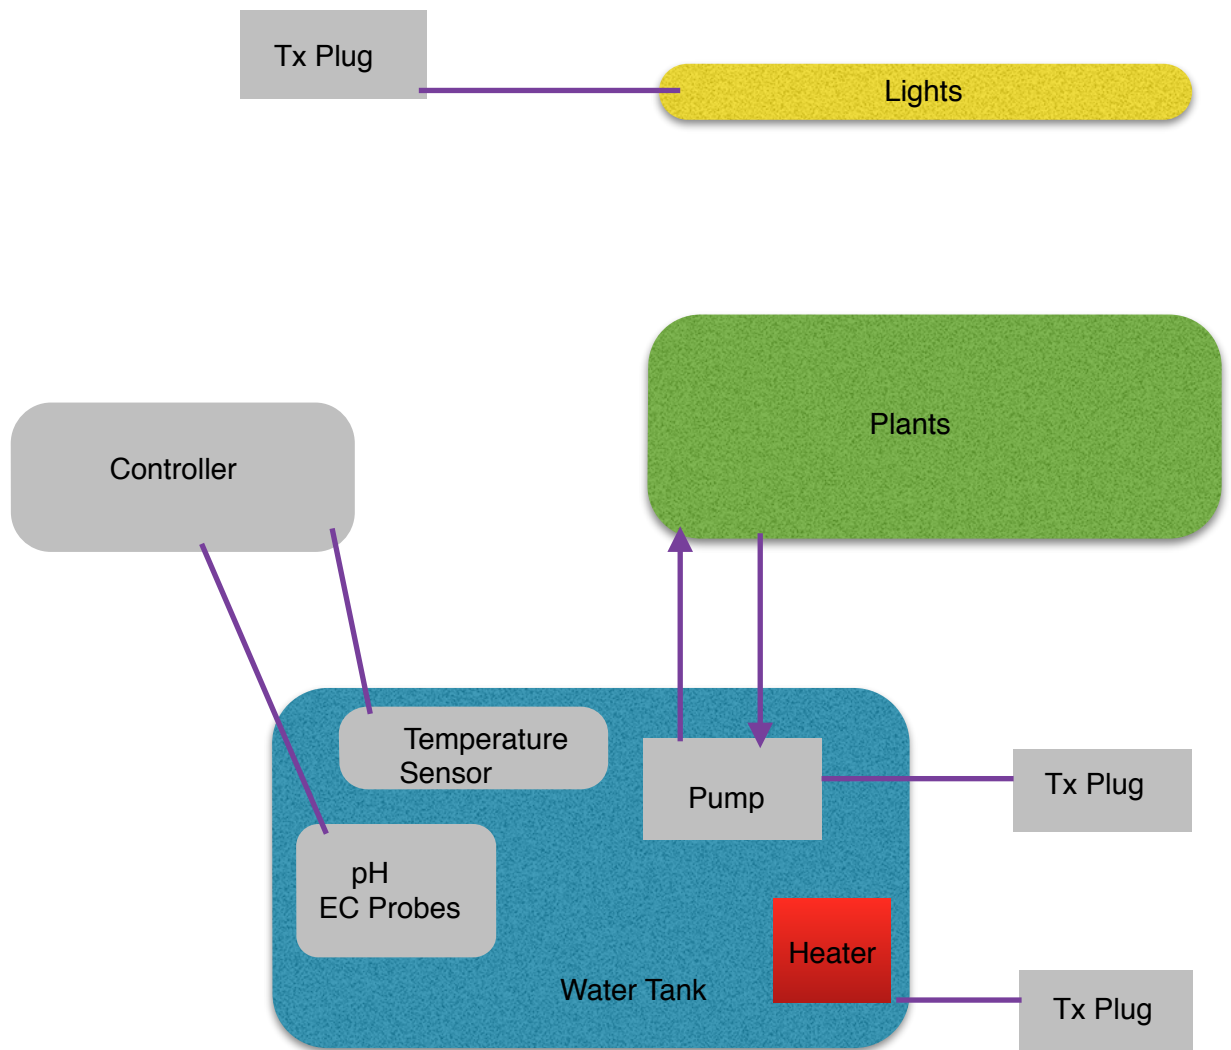 Tx Plug
Lights
Plants
Controller
Temperature
Sensor
Pump
Tx Plug
pH
EC Probes
Heater
Water Tank
Tx Plug